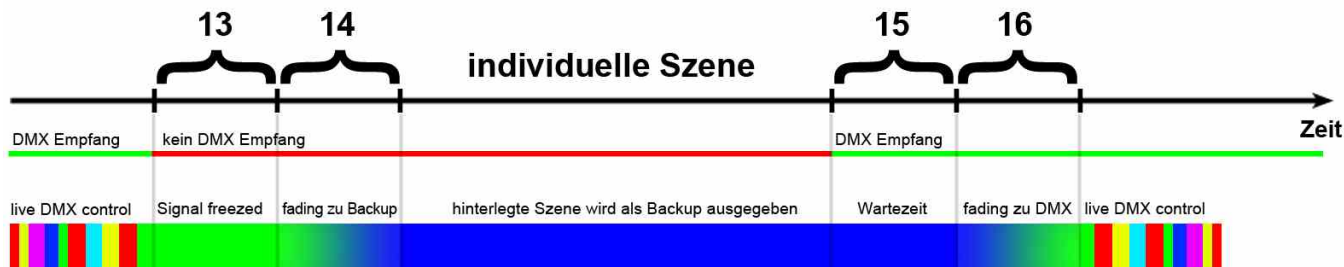 13 14 15 16
individuelle Szene
Zeit
DMX Empfang kein DMX Empfang DMX Empfang
live DMX control Signal freezed fading zu Backup hinterlegte Szene wird als Backup ausgegeben Wartezeit fading zu DMX live DMX control